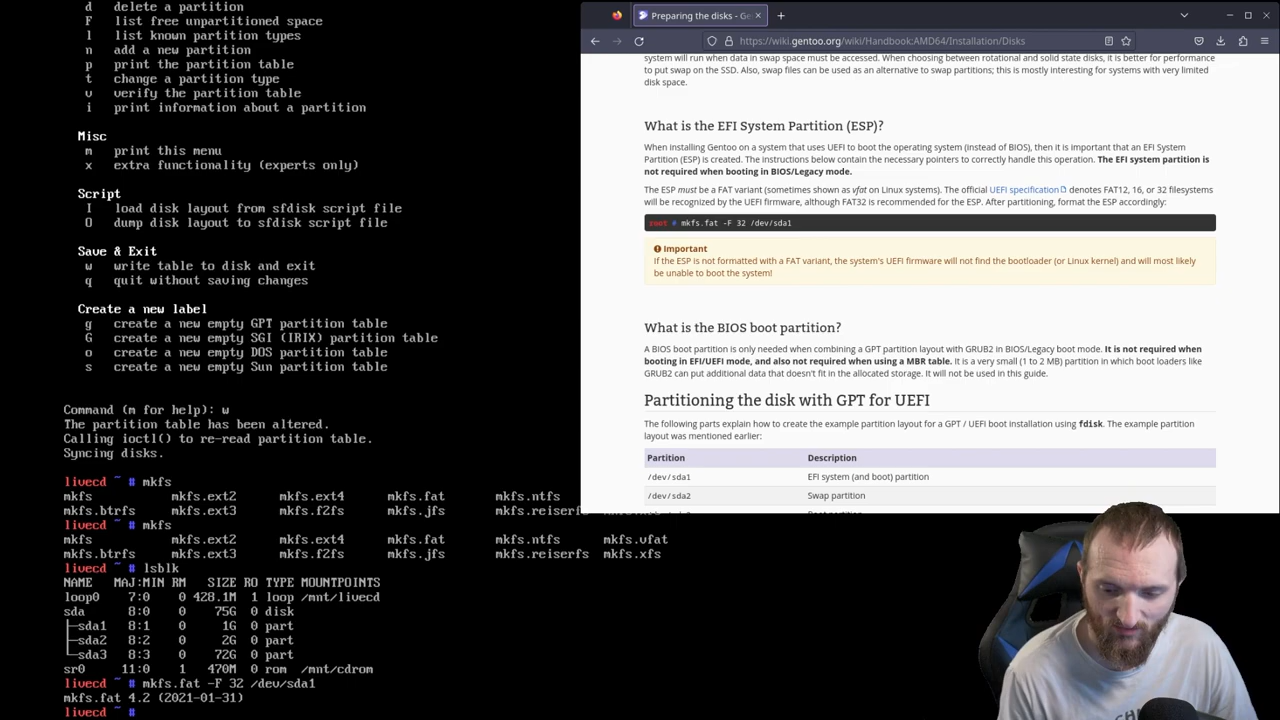 d delete a partition
F list free unpartitioned space
l list known partition types
n add a new partition
p print the partition table
t change a partition type
v verify the partition table
i print information about a partition
Misc
m print this menu
x extra functionality (experts only)
Script
I load disk layout from sfdisk script file
O dump disk layout to sfdisk script file
Save & Exit
w write table to disk and exit
q quit without saving changes
Create a new label
g create a new empty GPT partition table
G create a new empty SGI (IRIX) partition table
o create a new empty DOS partition table
s create a new empty Sun partition table
Command (m for help): w
The partition table has been altered.
Calling ioctl() to re-read partition table.
Syncing disks.
livecd ~ # mkfs
mkfs mkfs.ext2 mkfs.ext4 mkfs.fat mkfs.ntfs
mkfs.btrfs mkfs.ext3 mkfs.f2fs mkfs.jfs mkfs.reiserfs
livecd ~ # mkfs
mkfs mkfs.ext2 mkfs.ext4 mkfs.fat mkfs.ntfs mkfs.vfat
mkfs.btrfs mkfs.ext3 mkfs.f2fs mkfs.jfs mkfs.reiserfs mkfs.xfs
livecd ~ # lsblk
NAME MAJ:MIN RM SIZE RO TYPE MOUNTPOINTS
loop0 7:0 0 428.1M 1 loop /mnt/livecd
sda 8:0 0 75G 0 disk
├─sda1 8:1 0 1G 0 part
├─sda2 8:2 0 2G 0 part
└─sda3 8:3 0 72G 0 part
sr0 11:0 1 470M 0 rom /mnt/cdrom
livecd ~ # mkfs.fat -F 32 /dev/sda1
mkfs.fat 4.2 (2021-01-31)
livecd ~ #
Preparing the disks - Ge
https://wiki.gentoo.org/wiki/Handbook:AMD64/Installation/Disks
system will run when data in swap space must be accessed. When choosing between rotational and solid state disks, it is better for performance
to put swap on the SSD. Also, swap files can be used as an alternative to swap partitions; this is mostly interesting for systems with very limited
disk space.
What is the EFI System Partition (ESP)?
When installing Gentoo on a system that uses UEFI to boot the operating system (instead of BIOS), then it is important that an EFI System
Partition (ESP) is created. The instructions below contain the necessary pointers to correctly handle this operation. The EFI system partition is
not required when booting in BIOS/Legacy mode.
The ESP must be a FAT variant (sometimes shown as vfat on Linux systems). The official UEFI specification denotes FAT12, 16, or 32 filesystems
will be recognized by the UEFI firmware, although FAT32 is recommended for the ESP. After partitioning, format the ESP accordingly:
root # mkfs.fat -F 32 /dev/sda1
Important
If the ESP is not formatted with a FAT variant, the system's UEFI firmware will not find the bootloader (or Linux kernel) and will most likely
be unable to boot the system!
What is the BIOS boot partition?
A BIOS boot partition is only needed when combining a GPT partition layout with GRUB2 in BIOS/Legacy boot mode. It is not required when
booting in EFI/UEFI mode, and also not required when using a MBR table. It is a very small (1 to 2 MB) partition in which boot loaders like
GRUB2 can put additional data that doesn't fit in the allocated storage. It will not be used in this guide.
Partitioning the disk with GPT for UEFI
The following parts explain how to create the example partition layout for a GPT / UEFI boot installation using fdisk. The example partition
layout was mentioned earlier:
Partition Description
/dev/sda1 EFI system (and boot) partition
/dev/sda2 Swap partition